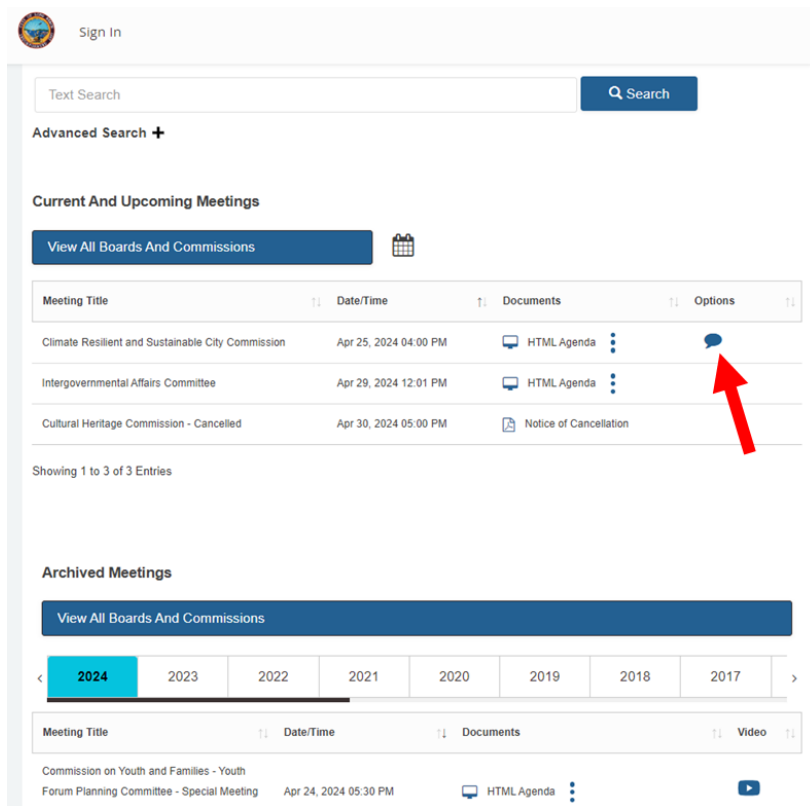 Sign In
Text Search
Search
Advanced Search
Current And Upcoming Meetings
View All Boards And Commissions
Meeting Title Date/Time Documents Options
Climate Resilient and Sustainable City Commission Apr 25, 2024 04:00 PM HTML Agenda
Intergovernmental Affairs Committee Apr 29, 2024 12:01 PM HTML Agenda
Cultural Heritage Commission - Cancelled Apr 30, 2024 05:00 PM Notice of Cancellation
Showing 1 to 3 of 3 Entries
Archived Meetings
View All Boards And Commissions
2024 2023 2022 2021 2020 2019 2018 2017
Meeting Title Date/Time Documents Video
Commission on Youth and Families - Youth
Forum Planning Committee - Special Meeting Apr 24, 2024 05:30 PM HTML Agenda